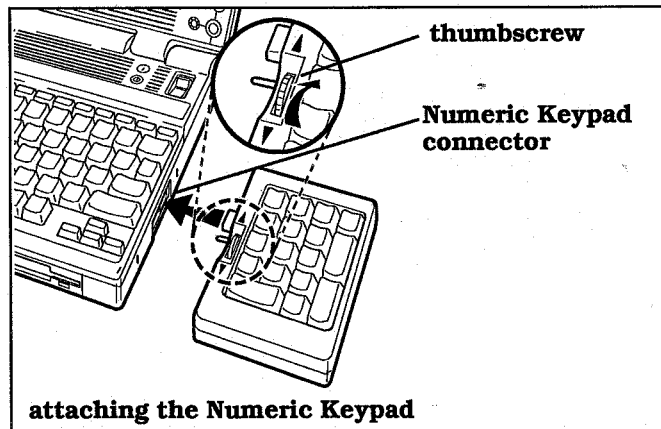 thumbscrew
Numeric Keypad
connector
attaching the Numeric Keypad